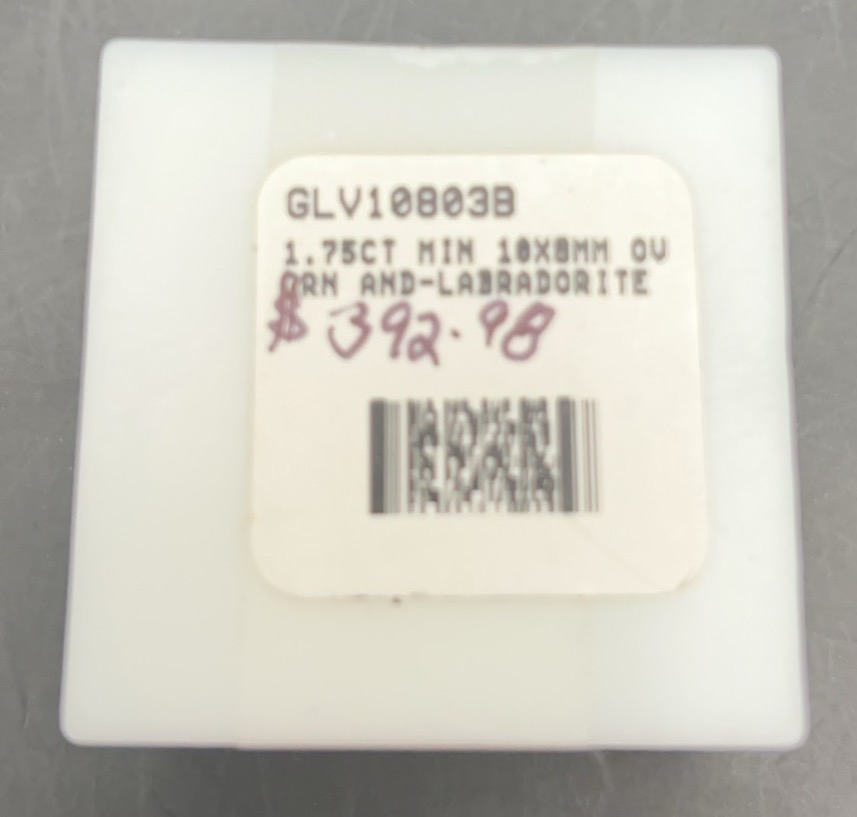 GLV10803B
1.75CT MIN 10X8MM OV
ORN AND-LABRADORITE
$392.98